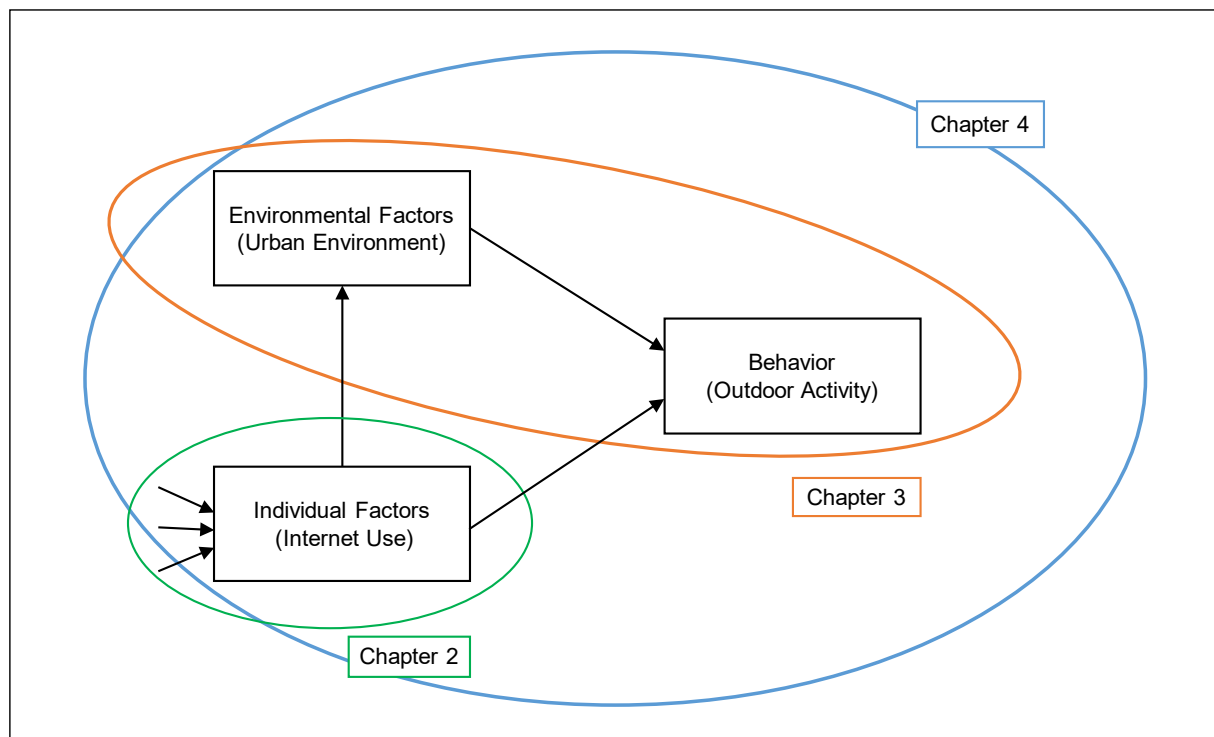 Chapter 4
Environmental Factors
(Urban Environment)
Behavior
(Outdoor Activity)
Chapter 3
Individual Factors
(Internet Use)
Chapter 2